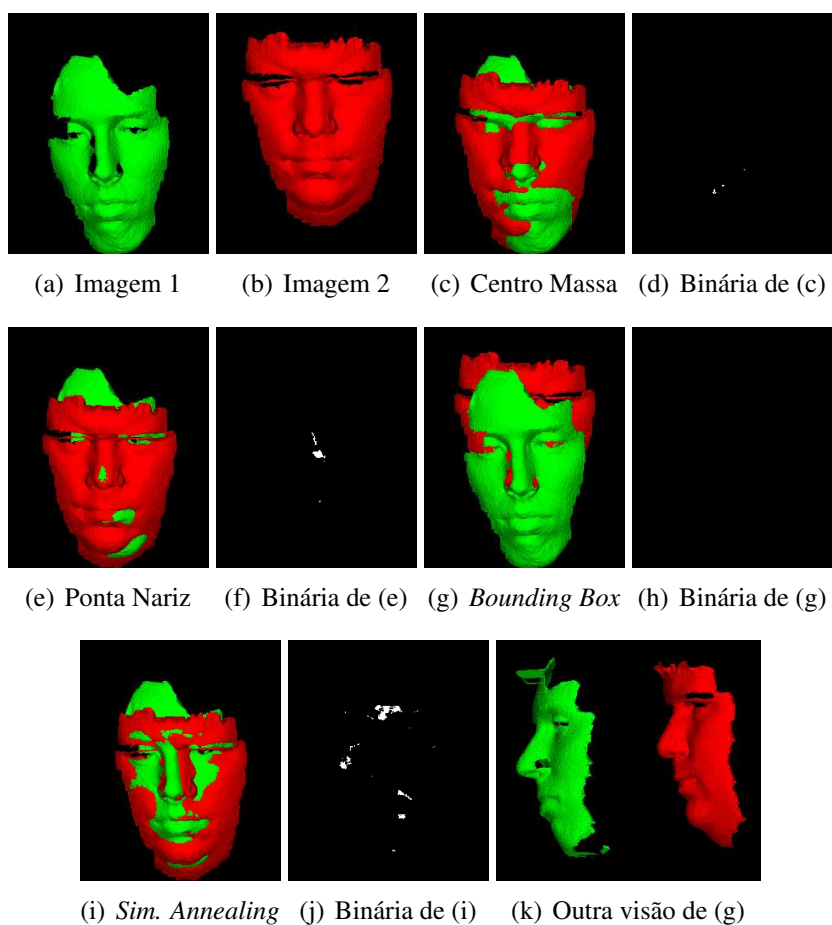 (a) Imagem 1 (b) Imagem 2 (c) Centro Massa (d) Binária de (c)
(e) Ponta Nariz (f) Binária de (e) (g) Bounding Box (h) Binária de (g)
(i) Sim. Annealing (j) Binária de (i) (k) Outra visão de (g)